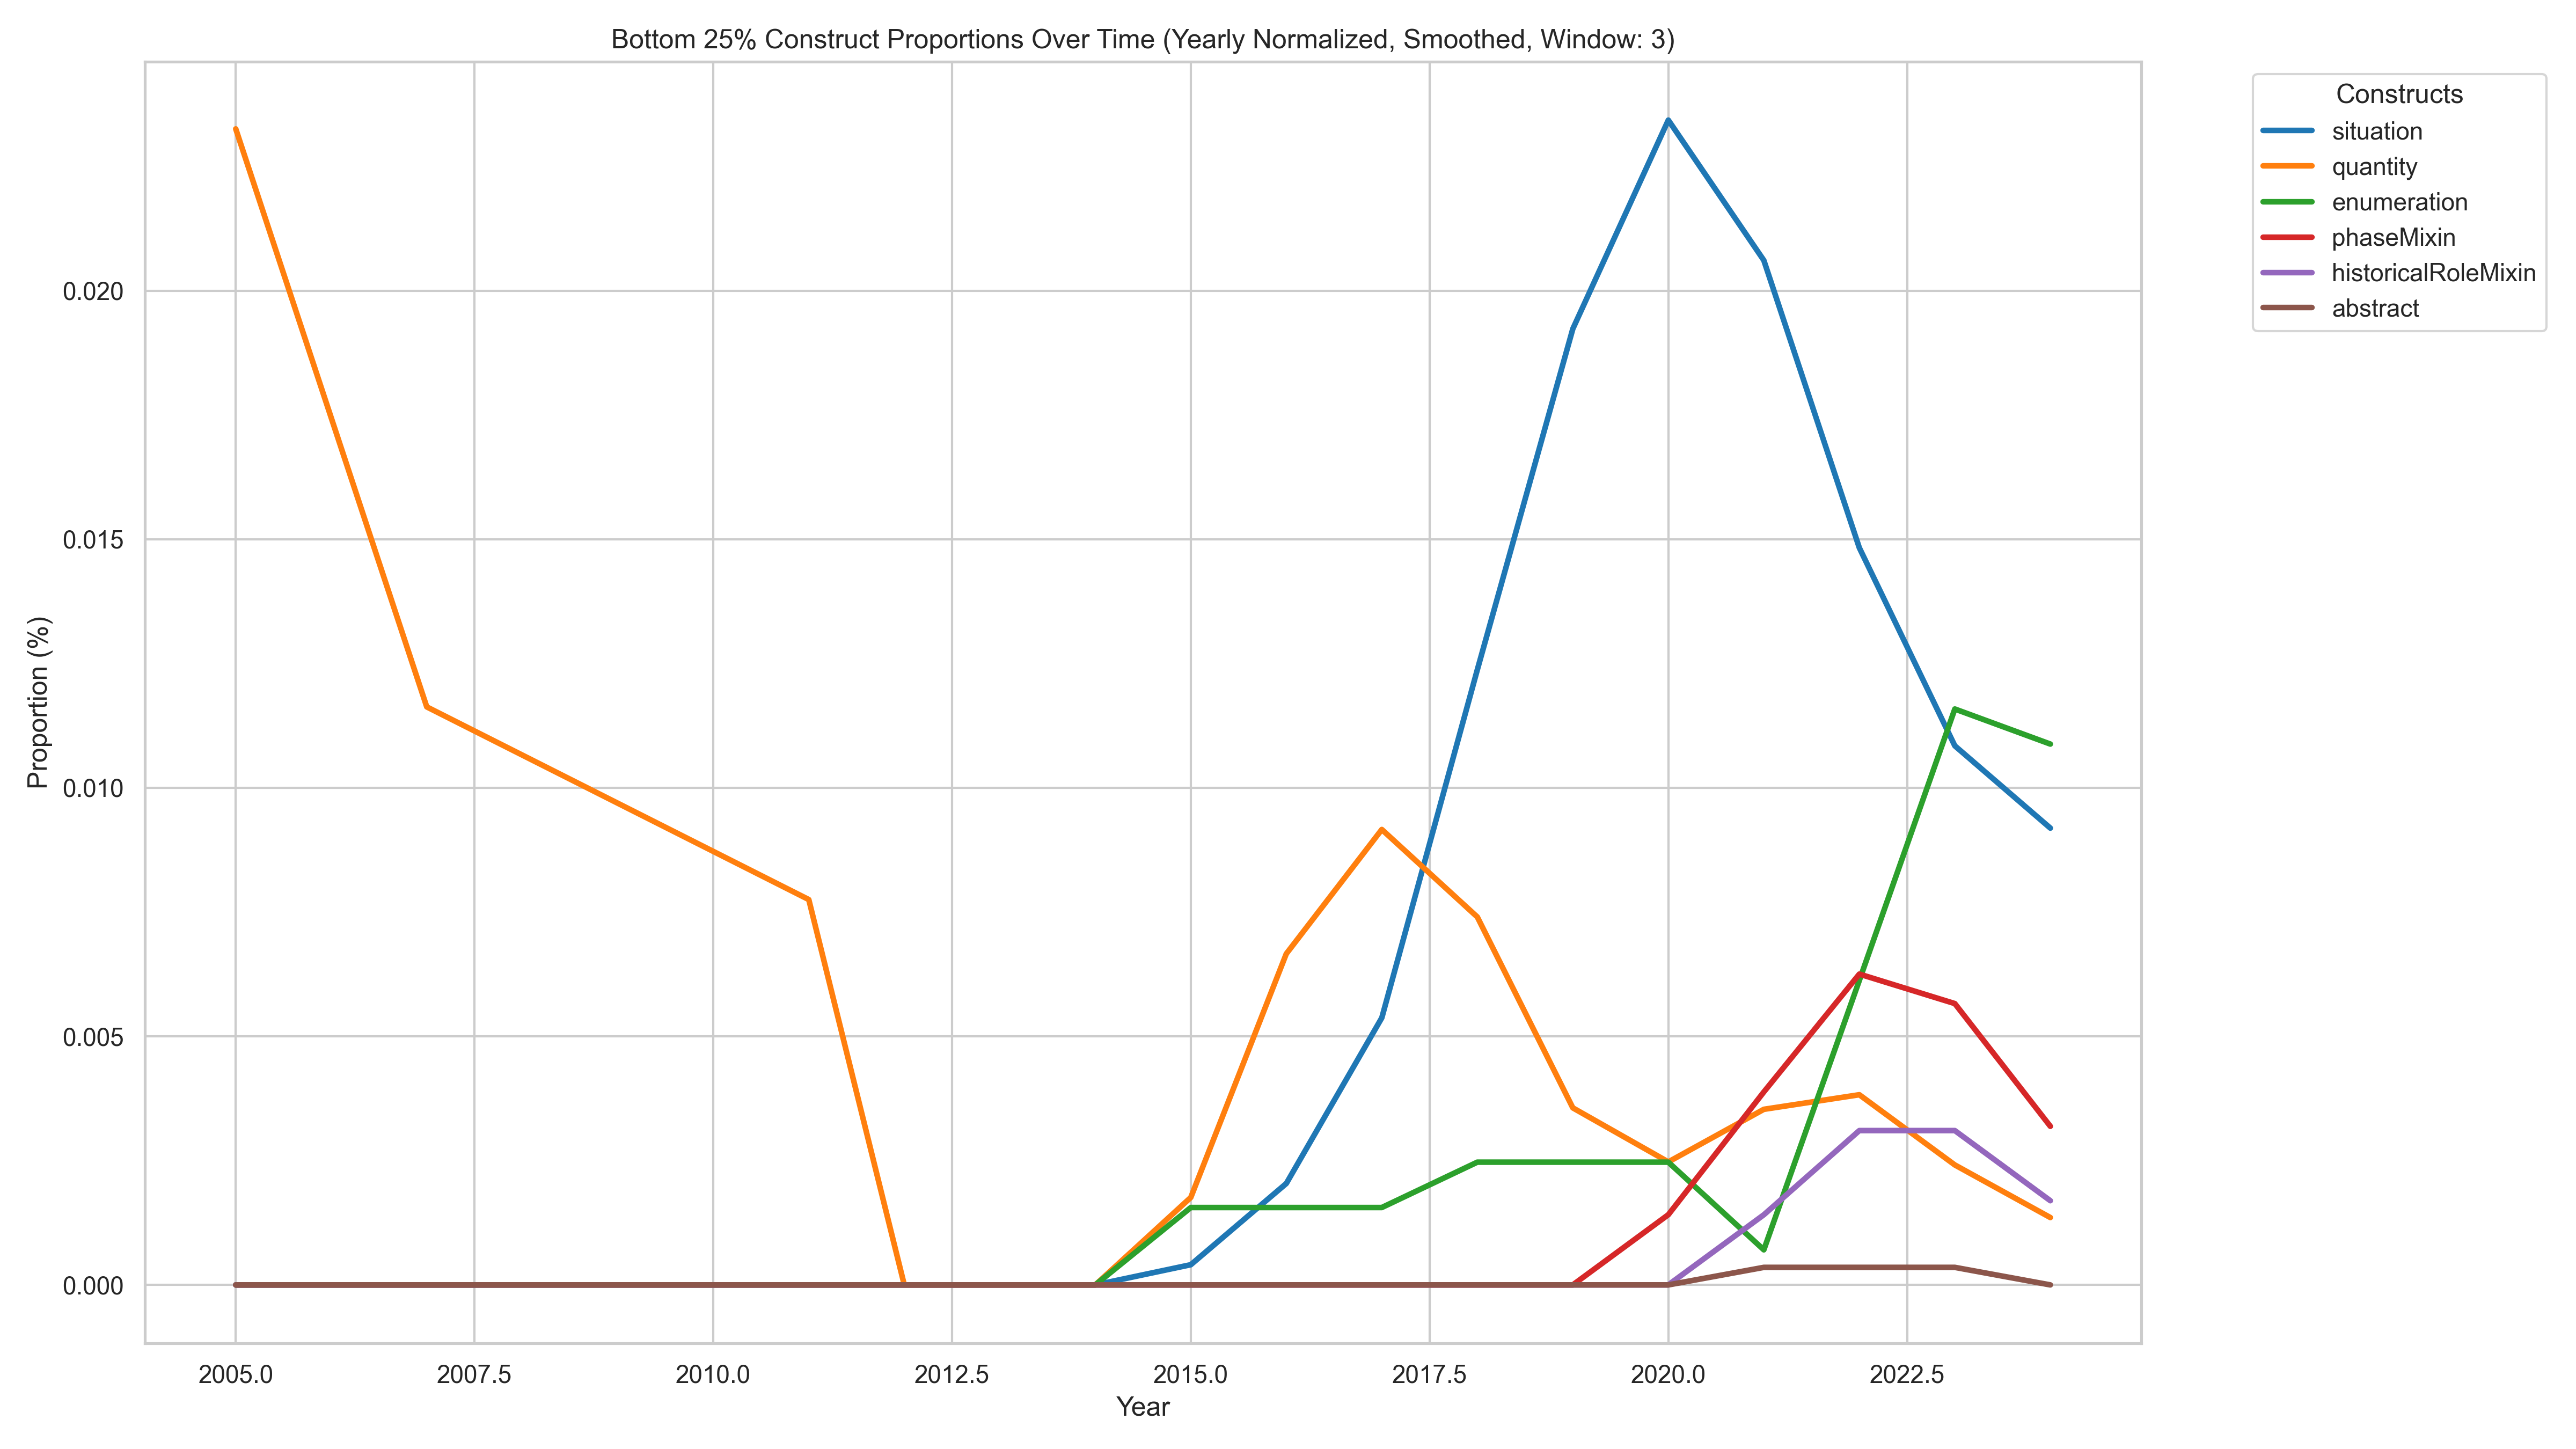 Bottom 25% Construct Proportions Over Time (Yearly Normalized, Smoothed, Window: 3)
Constructs
situation
quantity
enumeration
phaseMixin
historicalRoleMixin
abstract
Proportion (%)
0.020
0.015
0.010
0.005
0.000
2005.0 2007.5 2010.0 2012.5 2015.0 2017.5 2020.0 2022.5
Year